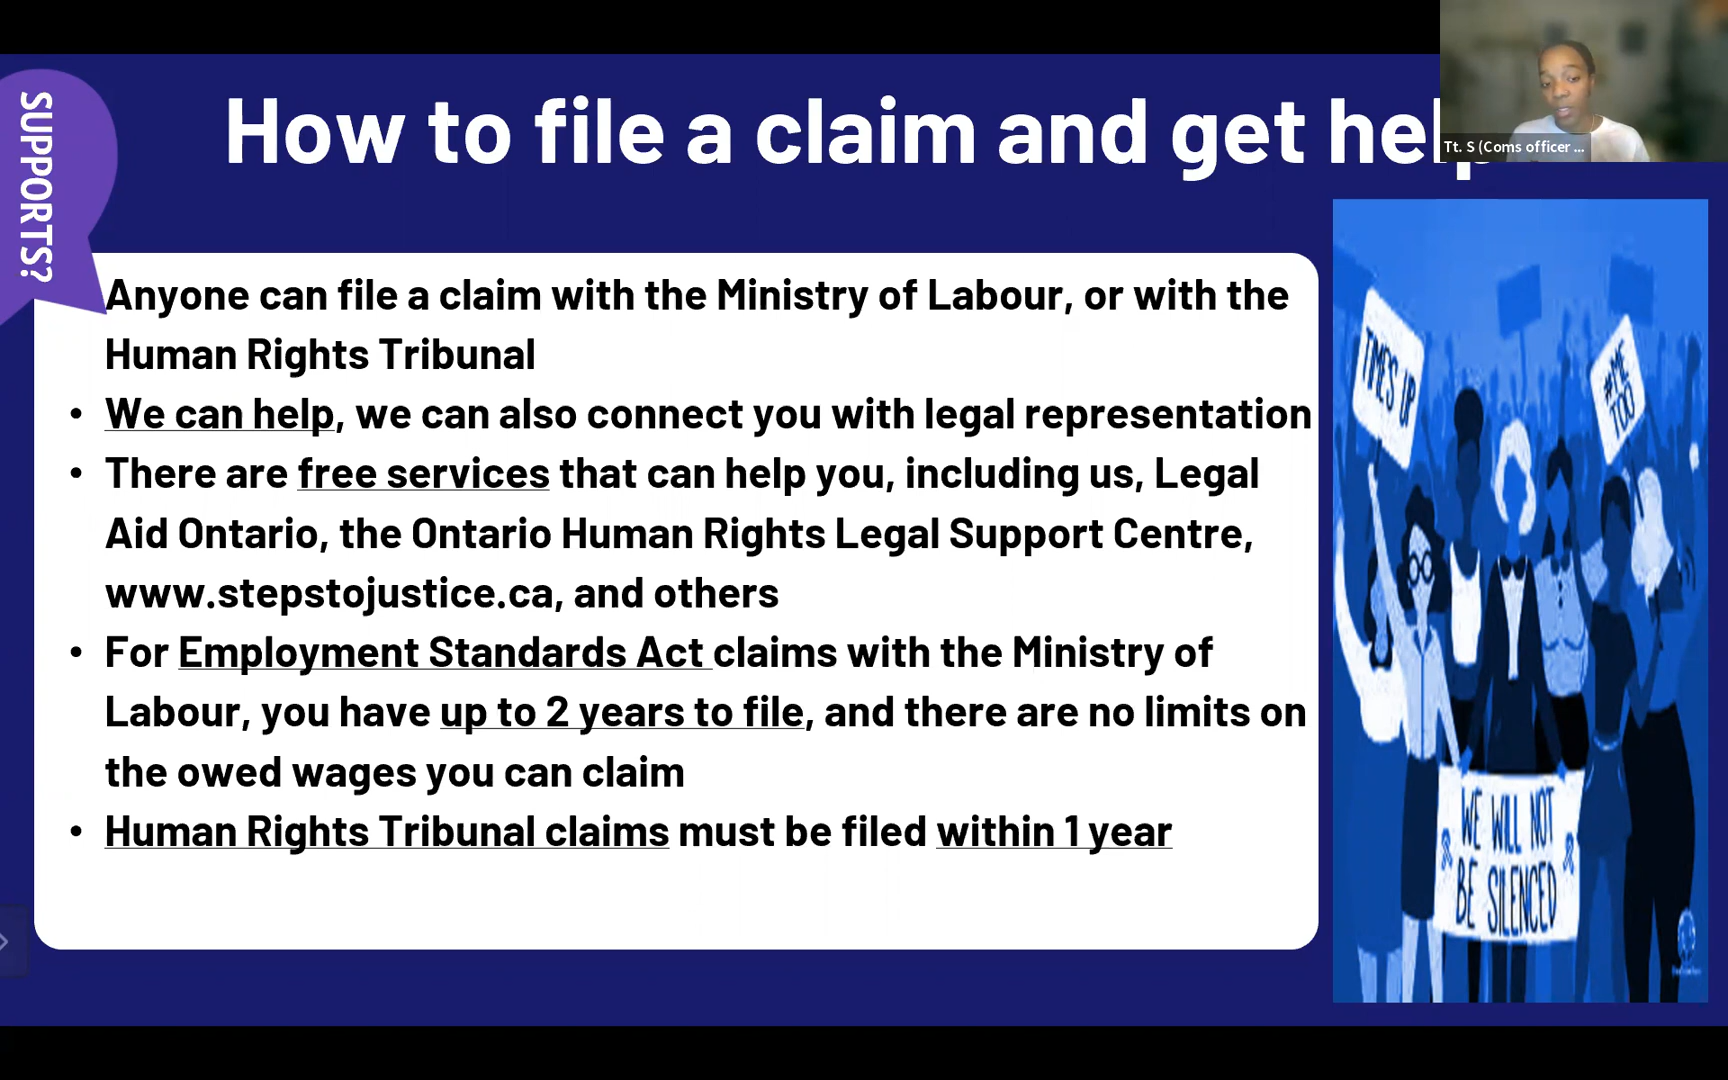 SUPPORTS?
How to file a claim and get help
Tt. S (Coms officer ...
Anyone can file a claim with the Ministry of Labour, or with the
Human Rights Tribunal
• We can help, we can also connect you with legal representation
• There are free services that can help you, including us, Legal
Aid Ontario, the Ontario Human Rights Legal Support Centre,
www.stepstojustice.ca, and others
• For Employment Standards Act claims with the Ministry of
Labour, you have up to 2 years to file, and there are no limits on
the owed wages you can claim
• Human Rights Tribunal claims must be filed within 1 year
TIME'S UP
#ME
TOO
WE WILL NOT
BE SILENCED